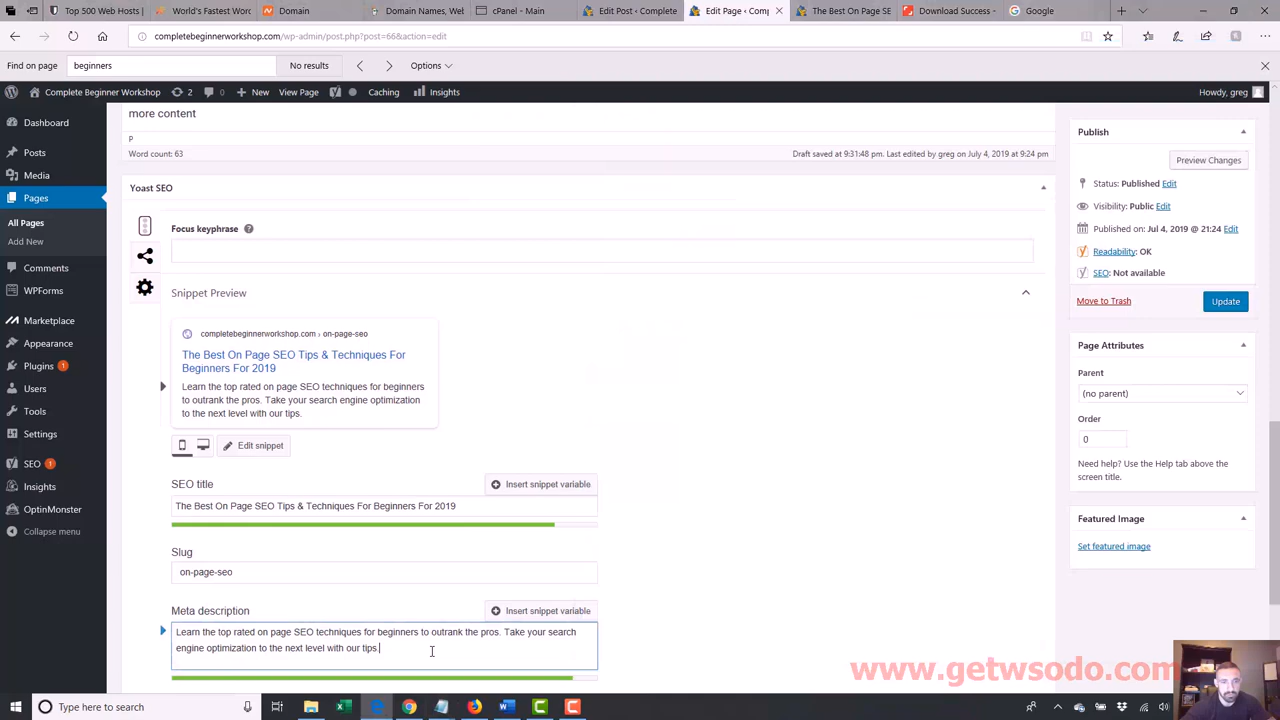 Top 500 Web Hosts |
Domain
Domain Names, Wel
cPanel - Main
Edit Post ‹ Complete
Edit Page ‹ Comp
The Best On Page SE
Download Success -
Google
completebeginnerworkshop.com/wp-admin/post.php?post=66&action=edit
Find on page
beginners
No results
Options
Complete Beginner Workshop
2
0
New
View Page
Caching
Insights
Howdy, greg
Dashboard
Posts
Media
Pages
All Pages
Add New
Comments
WPForms
Marketplace
Appearance
Plugins 1
Users
Tools
Settings
SEO 1
Insights
OptinMonster
Collapse menu
more content
P
Word count: 63
Draft saved at 9:31:48 pm. Last edited by greg on July 4, 2019 at 9:24 pm
Yoast SEO
Focus keyphrase
Snippet Preview
completebeginnerworkshop.com › on-page-seo
The Best On Page SEO Tips & Techniques For
Beginners For 2019
Learn the top rated on page SEO techniques for beginners
to outrank the pros. Take your search engine optimization
to the next level with our tips.
Edit snippet
SEO title
Insert snippet variable
The Best On Page SEO Tips & Techniques For Beginners For 2019
Slug
on-page-seo
Meta description
Insert snippet variable
Learn the top rated on page SEO techniques for beginners to outrank the pros. Take your search
engine optimization to the next level with our tips.
Publish
Preview Changes
Status: Published Edit
Visibility: Public Edit
Published on: Jul 4, 2019 @ 21:24 Edit
Readability: OK
SEO: Not available
Move to Trash
Update
Page Attributes
Parent
(no parent)
Order
0
Need help? Use the Help tab above the
screen title.
Featured Image
Set featured image
www.getwsodo.com
Type here to search